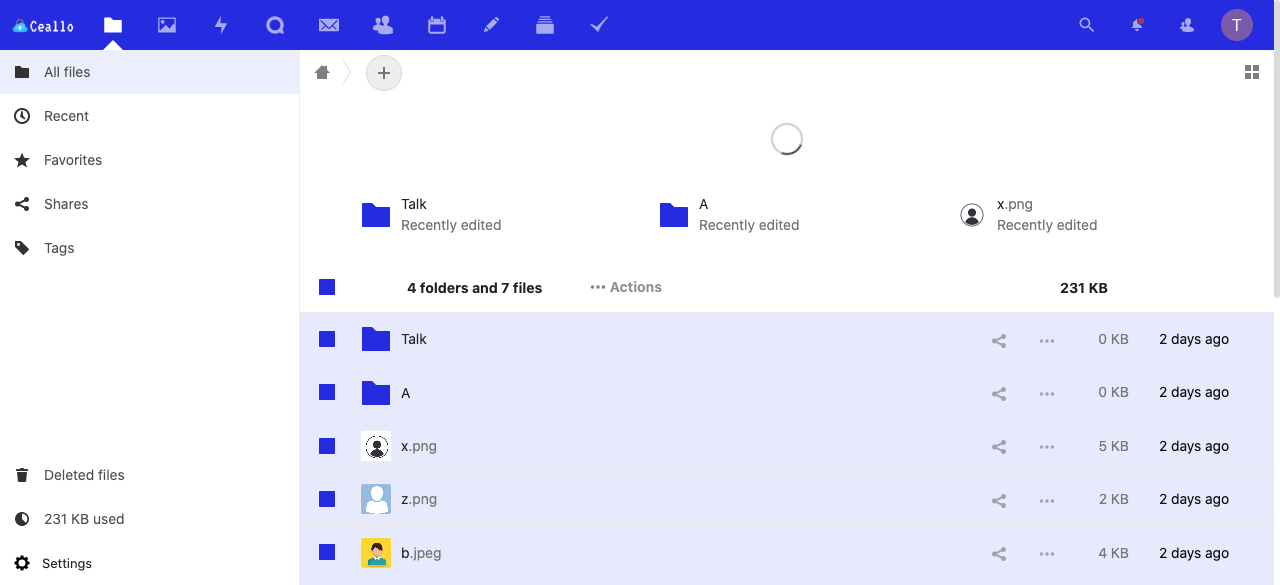 Ceallo
T
All files
Recent
Favorites
Shares
Tags
Deleted files
231 KB used
Settings
Talk
Recently edited
A
Recently edited
x.png
Recently edited
4 folders and 7 files
Actions
231 KB
Talk 0 KB 2 days ago
A 0 KB 2 days ago
x.png 5 KB 2 days ago
z.png 2 KB 2 days ago
b.jpeg 4 KB 2 days ago